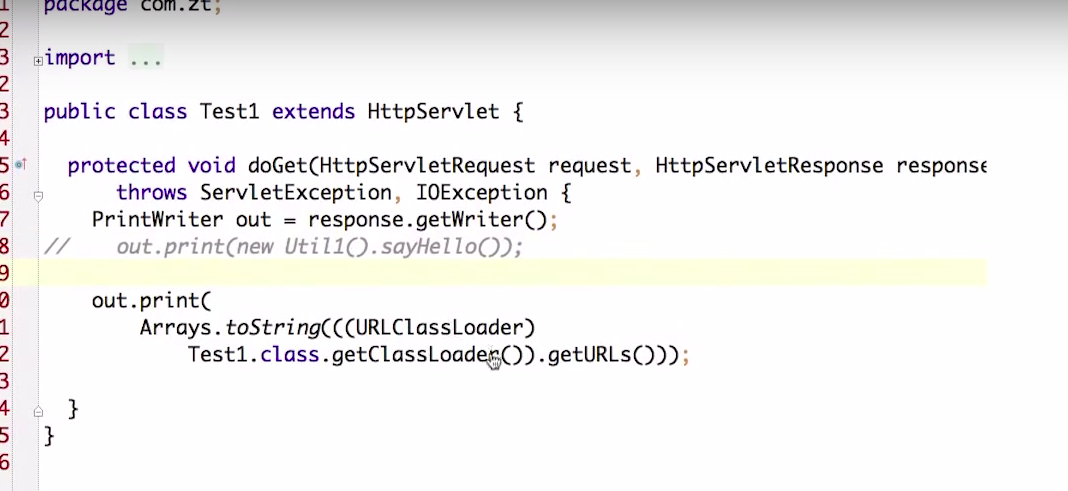 1 package com.zt;
2
3 import ...
2
3 public class Test1 extends HttpServlet {
4
5 protected void doGet(HttpServletRequest request, HttpServletResponse response
6 throws ServletException, IOException {
7 PrintWriter out = response.getWriter();
8 // out.print(new Util1().sayHello());
9
0 out.print(
1 Arrays.toString(((URLClassLoader)
2 Test1.class.getClassLoader()).getURLs()));
3
4 }
5 }
6